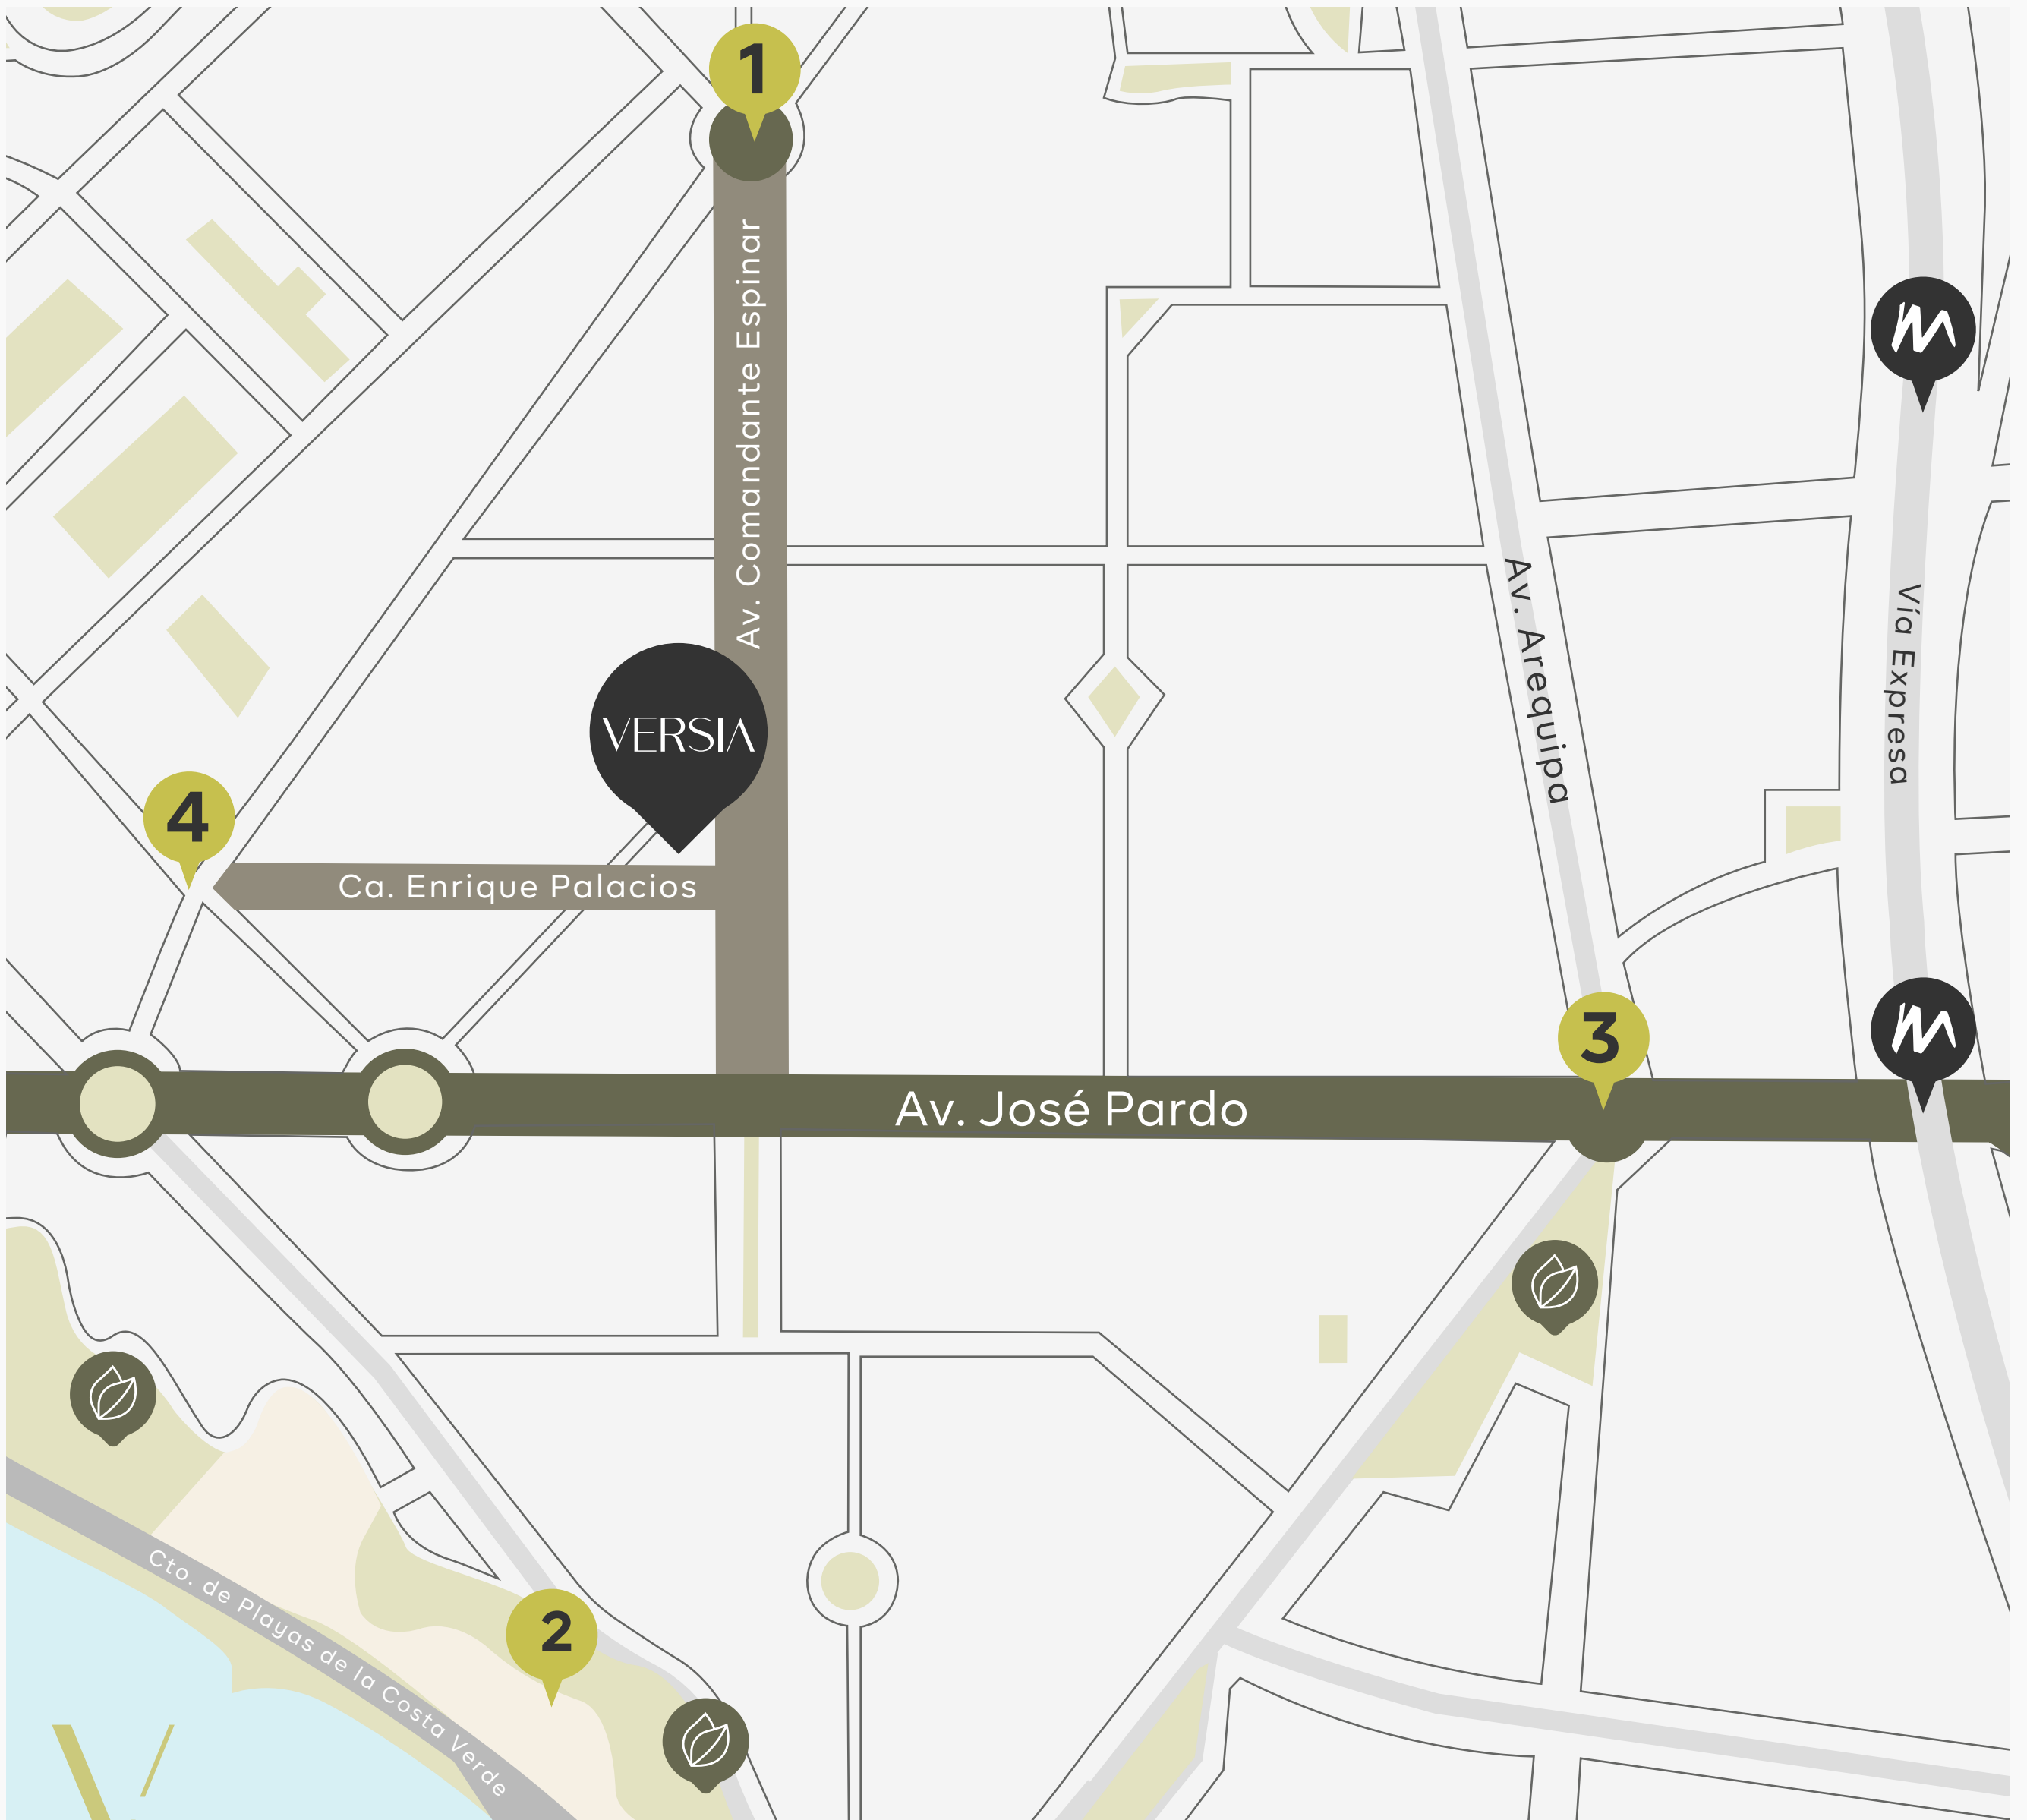 1
Av. Comandante Espinar
Av. Arequipa
Vía Expresa
VERSIA
4
Ca. Enrique Palacios
3
Av. José Pardo
2
Cto. de Playas de la Costa Verde